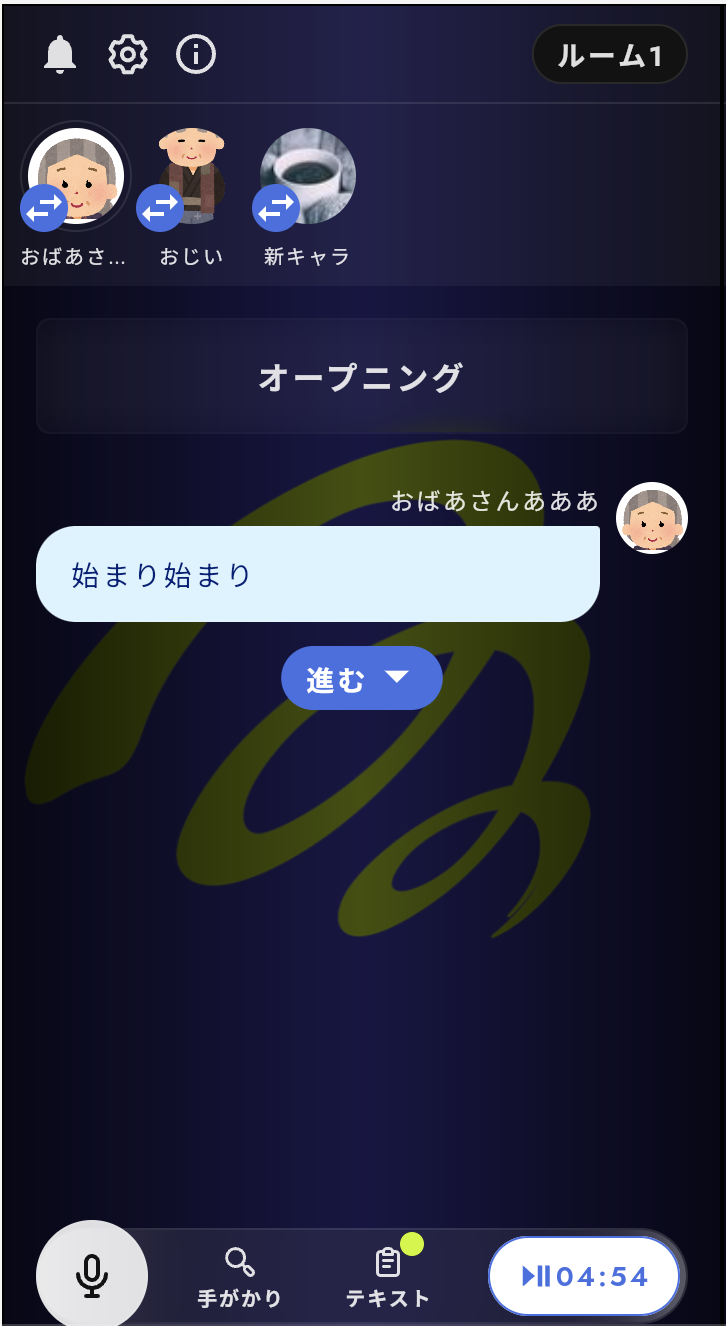 ルーム1
おばあさ...
おじい
新キャラ
オープニング
おばあさんあああ
始まり始まり
進む
手がかり
テキスト
04:54